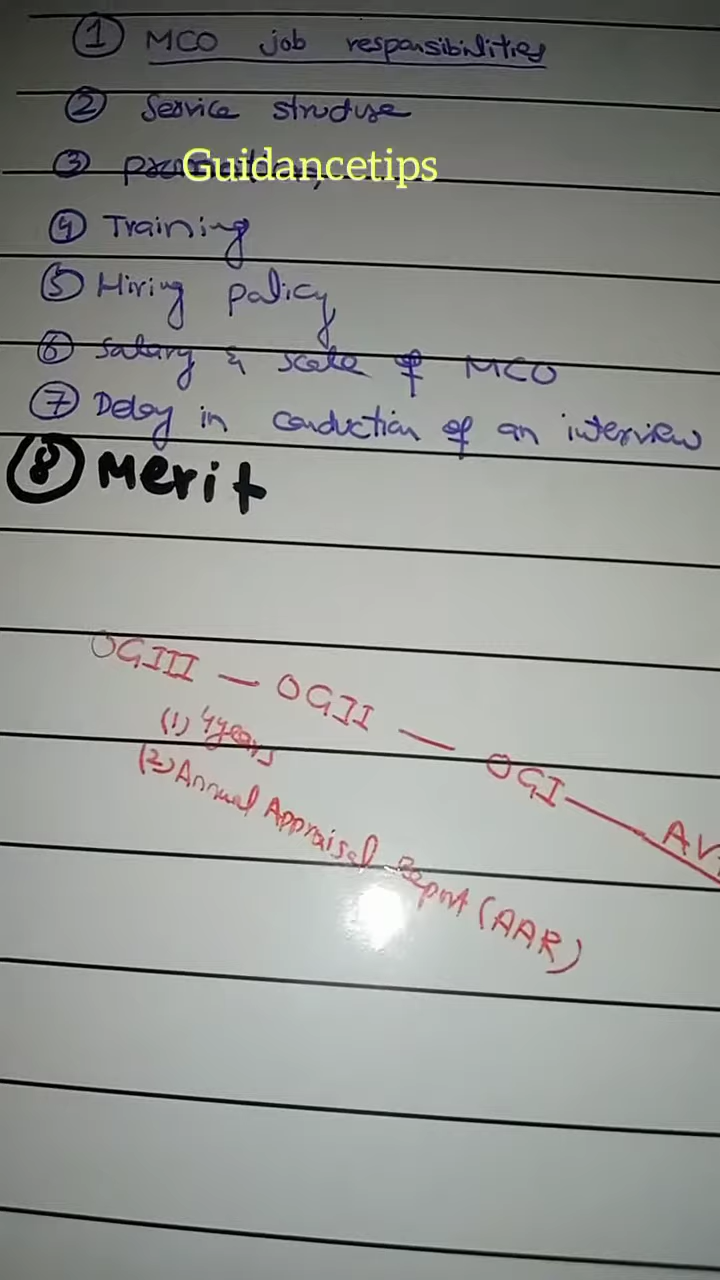 ① MCO job responsibilities
② Service structure
③
Guidancetips
④ Training
⑤ Hiring policy
⑥ Salary & scale of MCO
⑦ Delay in conduction of an interview
⑧ Merit
OGIII — OGII — OGI — AV
(1) 4 years
(2) Annual Appraisal Report (AAR)